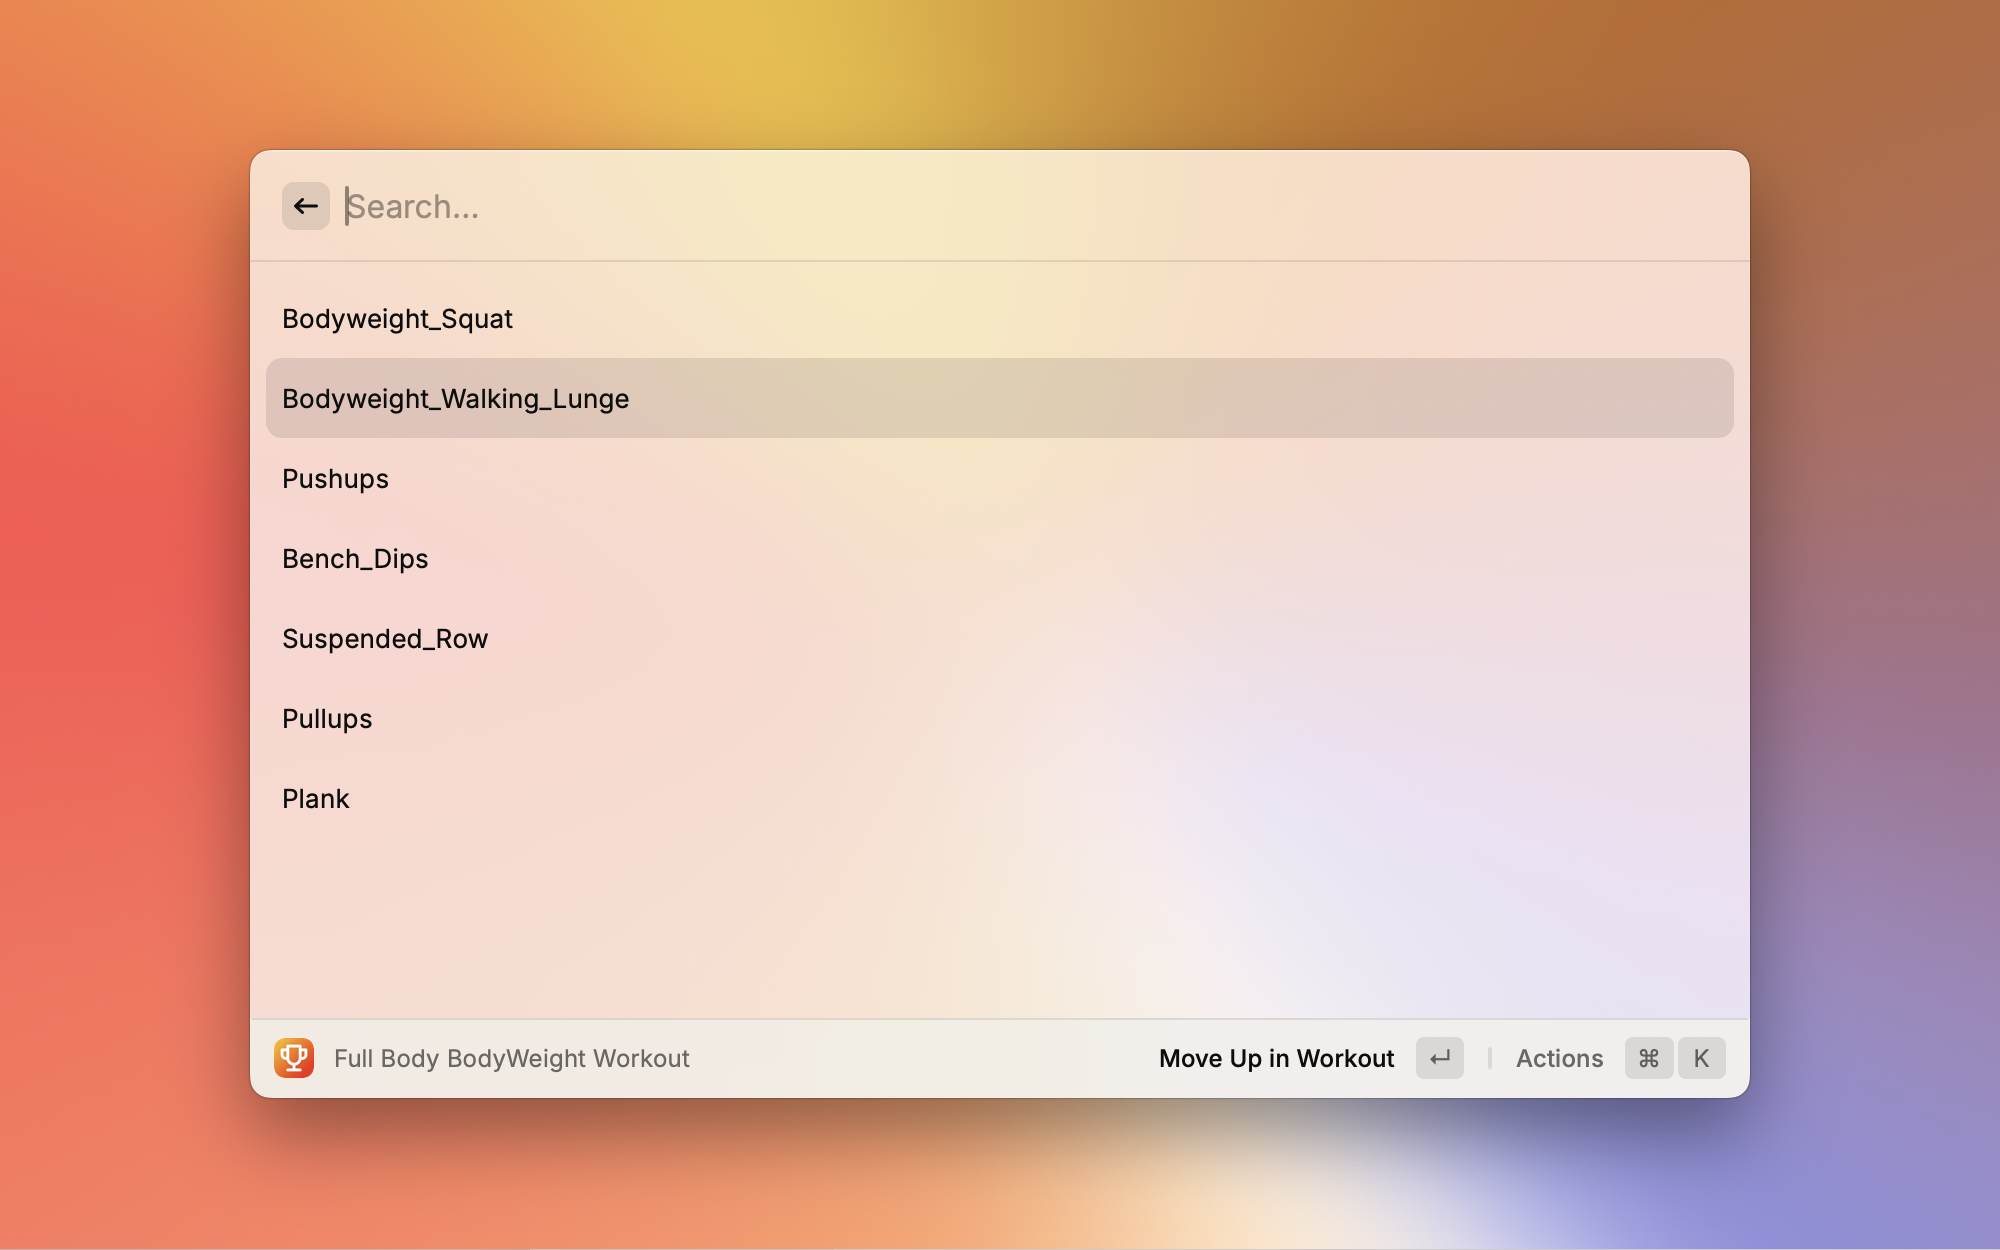 Search...
Bodyweight_Squat
Bodyweight_Walking_Lunge
Pushups
Bench_Dips
Suspended_Row
Pullups
Plank
Full Body BodyWeight Workout Move Up in Workout ↵ Actions ⌘ K